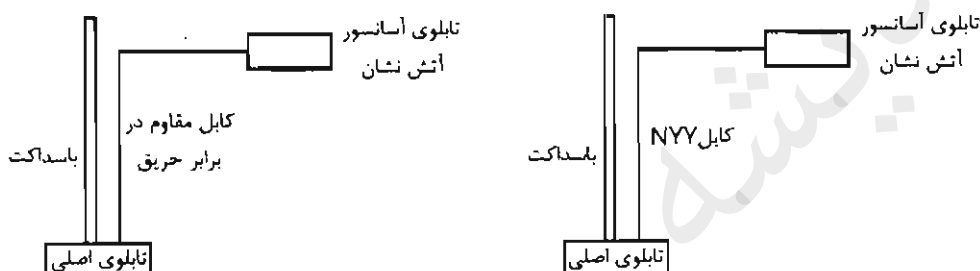 تابلوی آسانسور
آتش نشان
کابل مقاوم در
برابر حریق
باسداکت
تابلوی اصلی
تابلوی آسانسور
آتش نشان
کابل NYY
باسداکت
تابلوی اصلی